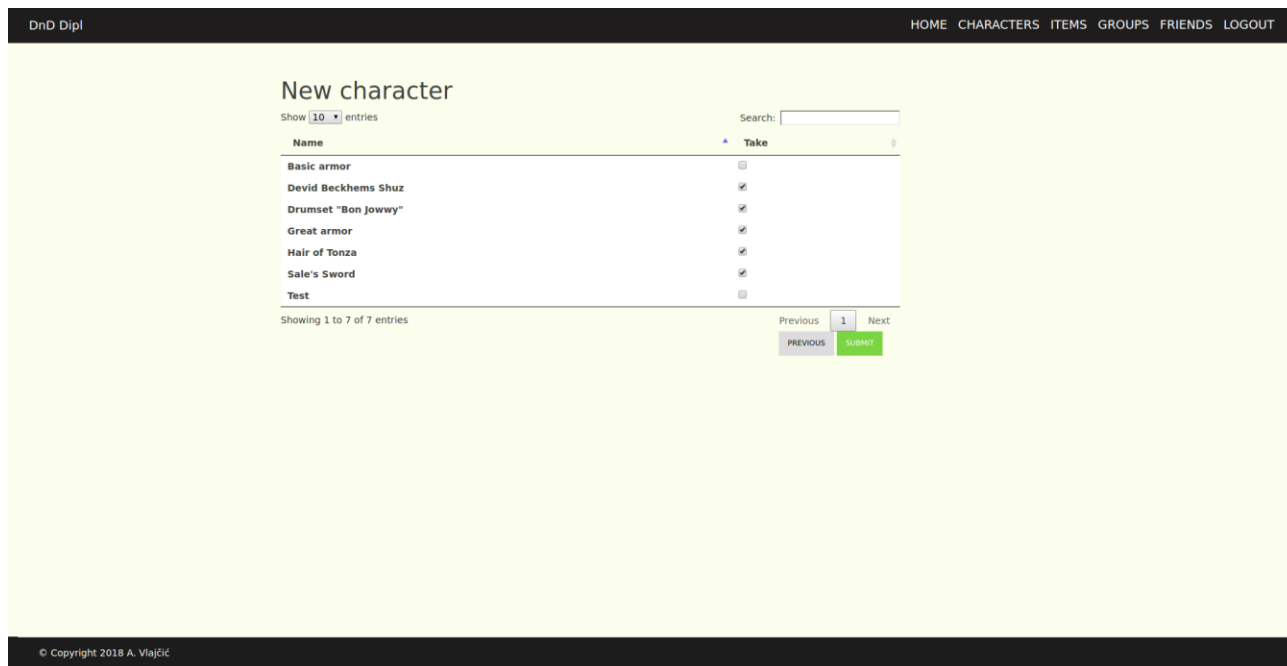 DnD Dipl HOME CHARACTERS ITEMS GROUPS FRIENDS LOGOUT
New character
Show 10 entries Search:
Name Take
Basic armor
Devid Beckhems Shuz
Drumset "Bon Jowwy"
Great armor
Hair of Tonza
Sale's Sword
Test
Showing 1 to 7 of 7 entries Previous 1 Next
PREVIOUS SUBMIT
© Copyright 2018 A. Vlajčić